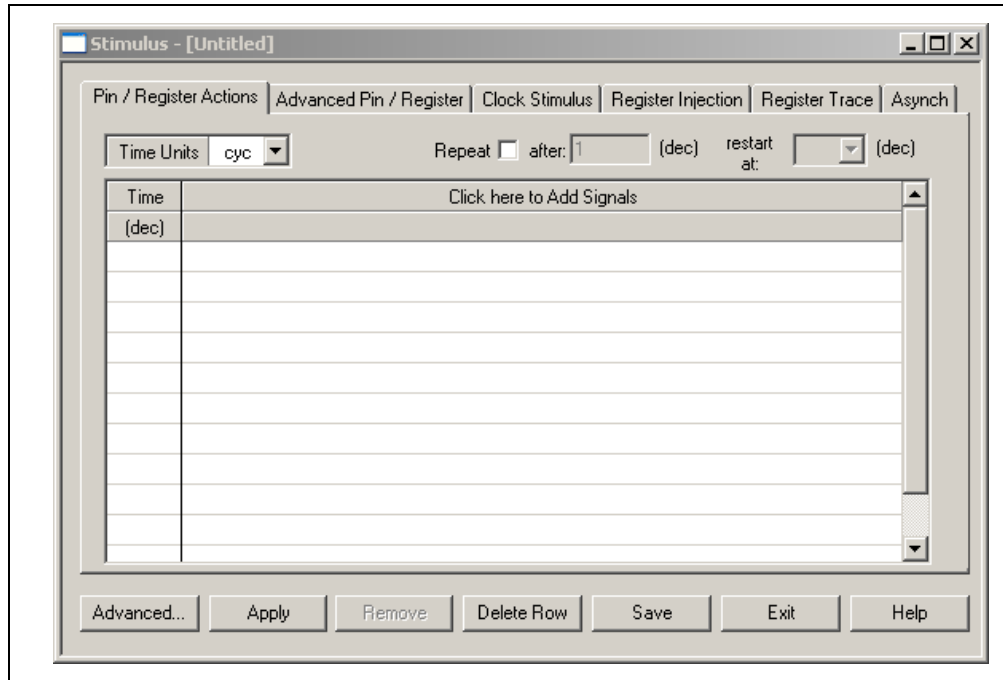 Stimulus - [Untitled]
Pin / Register Actions Advanced Pin / Register Clock Stimulus Register Injection Register Trace Asynch
Time Units cyc Repeat after: 1 (dec) restart at: (dec)
Time Click here to Add Signals
(dec)
Advanced... Apply Remove Delete Row Save Exit Help